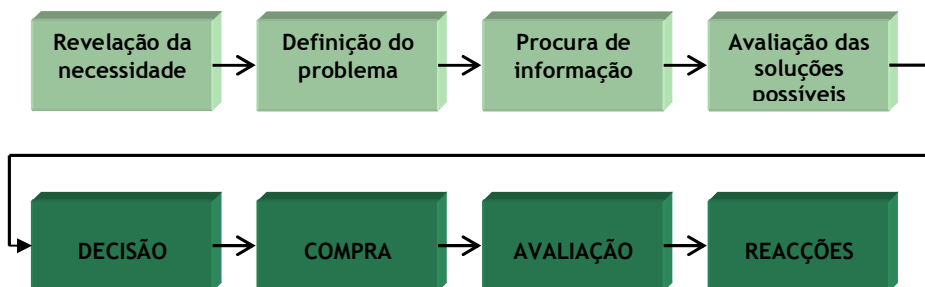 Revelação da
necessidade
Definição do
problema
Procura de
informação
Avaliação das
soluções
possíveis
DECISÃO
COMPRA
AVALIAÇÃO
REACÇÕES